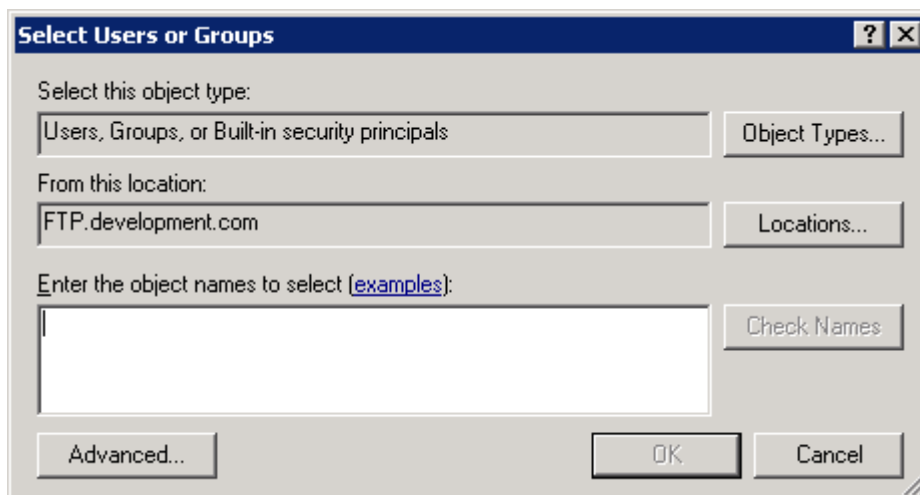 Select Users or Groups
Select this object type:
Users, Groups, or Built-in security principals
Object Types...
From this location:
FTP.development.com
Locations...
Enter the object names to select (examples):
Check Names
Advanced...
OK
Cancel